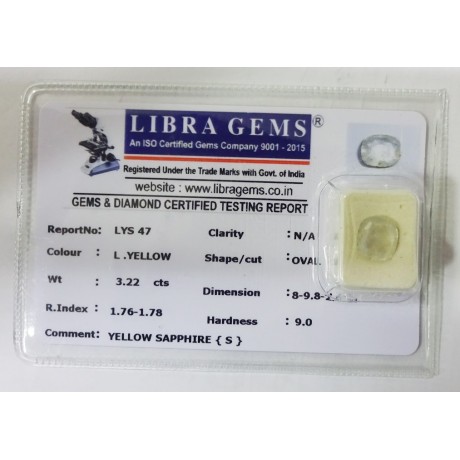 LIBRA GEMS®
An ISO Certified Gems Company 9001 - 2015
Registered Under the Trade Marks with Govt. of India
website : www.libragems.co.in
GEMS & DIAMOND CERTIFIED TESTING REPORT
ReportNo: LYS 47 Clarity : N/A
Colour : L .YELLOW Shape/cut : OVAL
Wt : 3.22 cts Dimension : 8-9.8-
R.Index : 1.76-1.78 Hardness : 9.0
Comment: YELLOW SAPPHIRE { S }